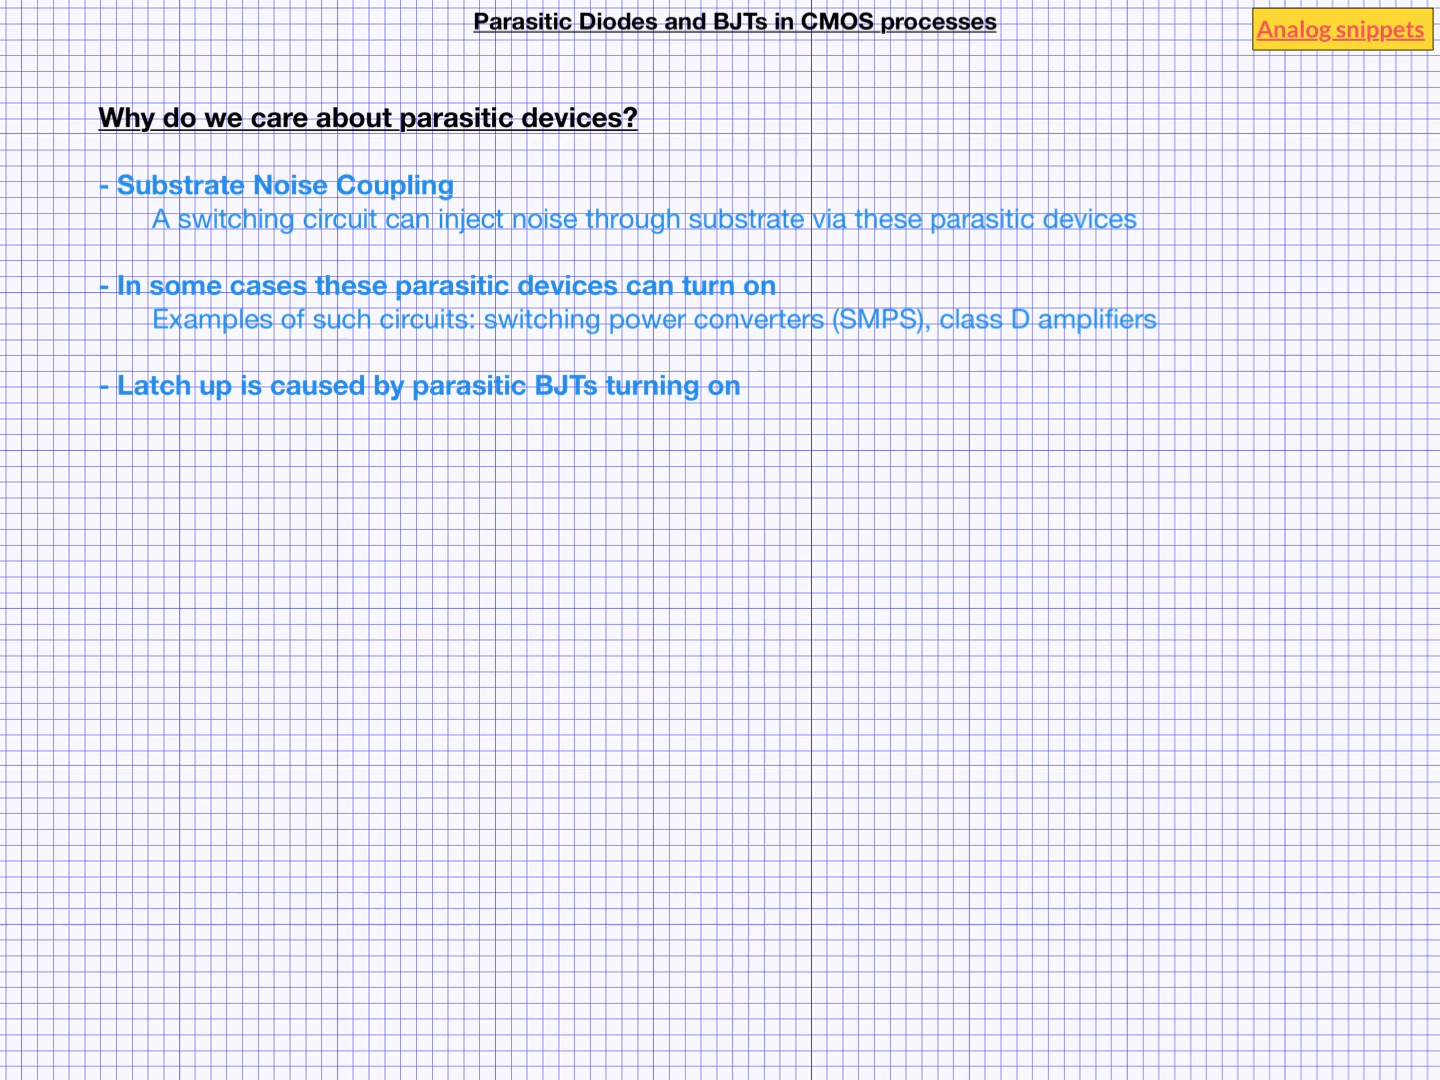 Parasitic Diodes and BJTs in CMOS processes
Analog snippets
Why do we care about parasitic devices?
- Substrate Noise Coupling
A switching circuit can inject noise through substrate via these parasitic devices
- In some cases these parasitic devices can turn on
Examples of such circuits: switching power converters (SMPS), class D amplifiers
- Latch up is caused by parasitic BJTs turning on